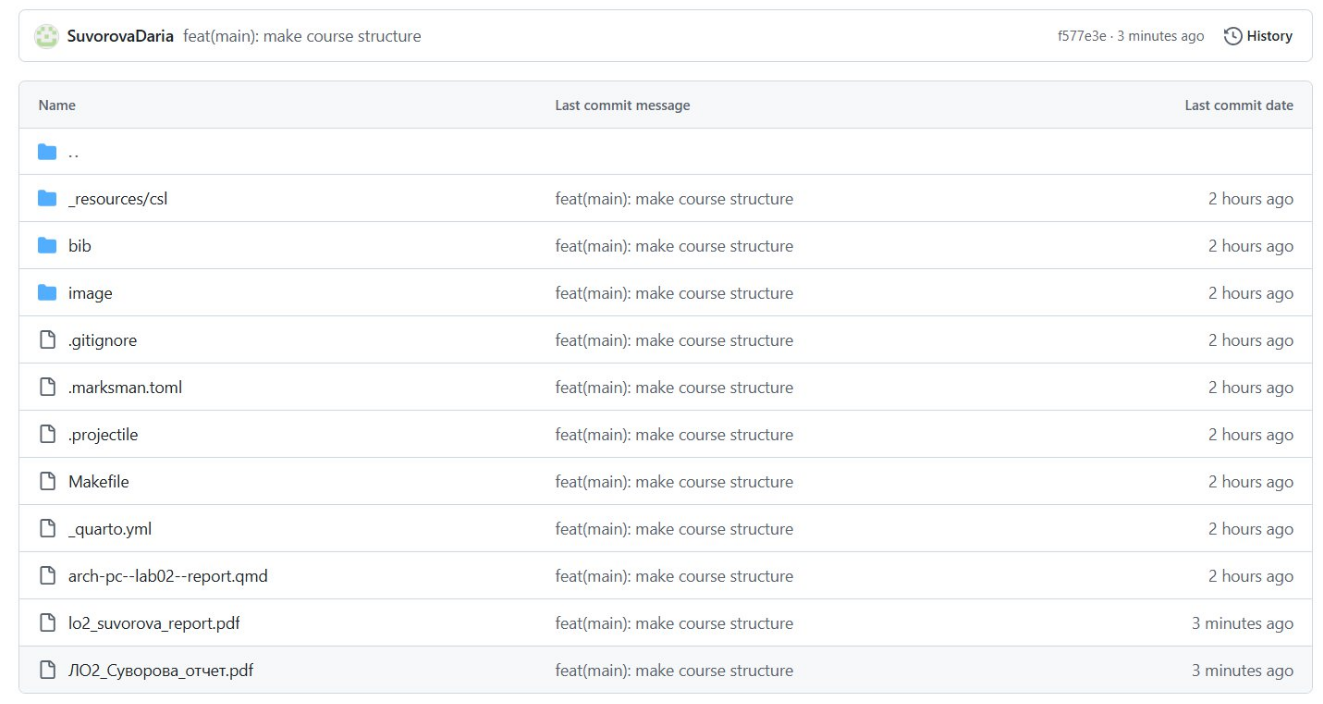 SuvorovaDaria feat(main): make course structure f577e3e · 3 minutes ago History
Name Last commit message Last commit date
..
_resources/csl feat(main): make course structure 2 hours ago
bib feat(main): make course structure 2 hours ago
image feat(main): make course structure 2 hours ago
.gitignore feat(main): make course structure 2 hours ago
.marksman.toml feat(main): make course structure 2 hours ago
.projectile feat(main): make course structure 2 hours ago
Makefile feat(main): make course structure 2 hours ago
_quarto.yml feat(main): make course structure 2 hours ago
arch-pc--lab02--report.qmd feat(main): make course structure 2 hours ago
lo2_suvorova_report.pdf feat(main): make course structure 3 minutes ago
ЛО2_Суворова_отчет.pdf feat(main): make course structure 3 minutes ago